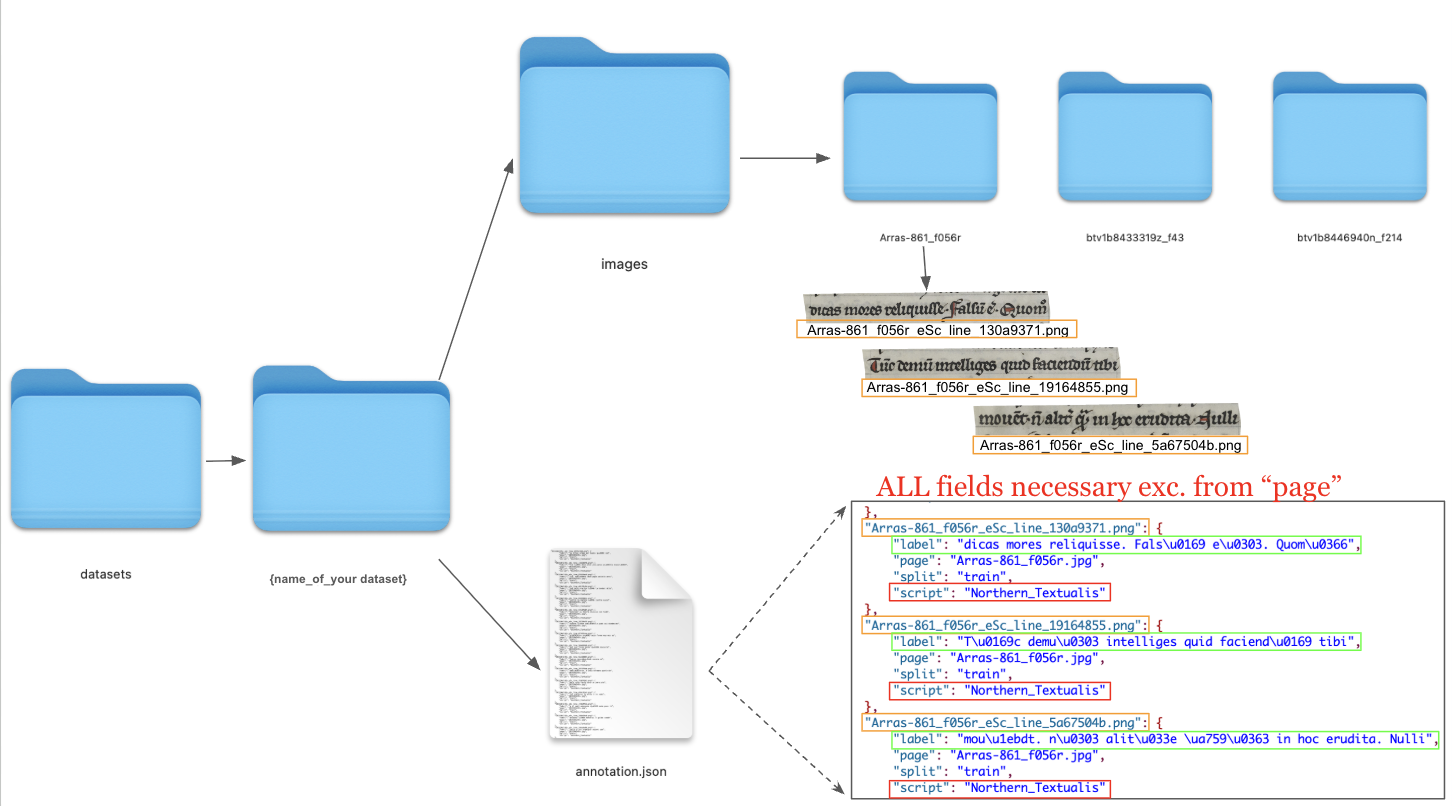 images
Arras-861_f056r
btv1b8433319z_f43
btv1b8446940n_f214
dicas mores reliquisse. Falsũ ẽ. Quomͦ
Arras-861_f056r_eSc_line_130a9371.png
Tũc demũ intelliges quid faciendũ tibi
Arras-861_f056r_eSc_line_19164855.png
mouẽt. n̄ alit̾ ꝙͣ in hoc erudita. Nulli
Arras-861_f056r_eSc_line_5a67504b.png
datasets
{name_of_your dataset}
annotation.json
ALL fields necessary exc. from “page”
},
"Arras-861_f056r_eSc_line_130a9371.png": {
"label": "dicas mores reliquisse. Fals\u0169 e\u0303. Quom\u0366",
"page": "Arras-861_f056r.jpg",
"split": "train",
"script": "Northern_Textualis"
},
"Arras-861_f056r_eSc_line_19164855.png": {
"label": "T\u0169c demu\u0303 intelliges quid faciend\u0169 tibi",
"page": "Arras-861_f056r.jpg",
"split": "train",
"script": "Northern_Textualis"
},
"Arras-861_f056r_eSc_line_5a67504b.png": {
"label": "mou\u1ebdt. n\u0303 alit\u033e \ua759\u0363 in hoc erudita. Nulli",
"page": "Arras-861_f056r.jpg",
"split": "train",
"script": "Northern_Textualis"